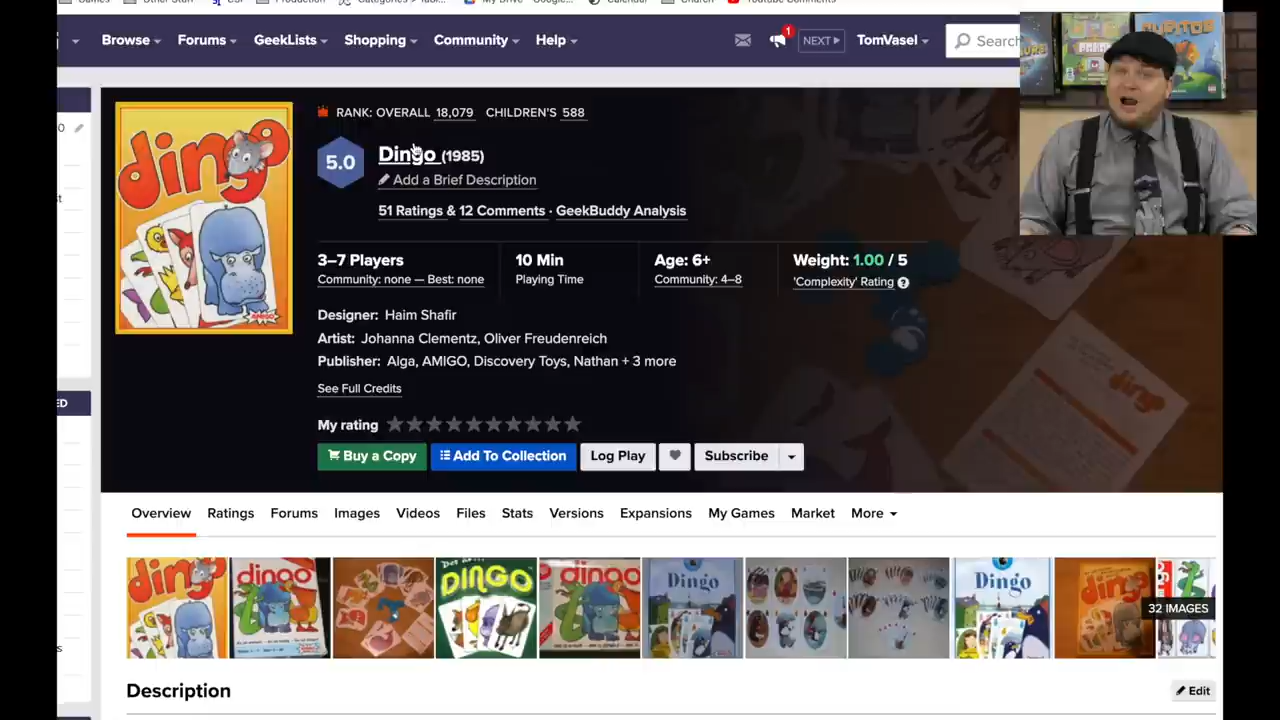 Browse Forums GeekLists Shopping Community Help 1 NEXT TomVasel Search
RANK: OVERALL 18,079 CHILDREN'S 588
5.0
Dingo (1985)
Add a Brief Description
51 Ratings & 12 Comments · GeekBuddy Analysis
3–7 Players
Community: none — Best: none
10 Min
Playing Time
Age: 6+
Community: 4–8
Weight: 1.00 / 5
'Complexity' Rating
Designer: Haim Shafir
Artist: Johanna Clementz, Oliver Freudenreich
Publisher: Alga, AMIGO, Discovery Toys, Nathan + 3 more
See Full Credits
My rating
Buy a Copy Add To Collection Log Play Subscribe
dingo
AMIGO
ED
Overview Ratings Forums Images Videos Files Stats Versions Expansions My Games Market More
dingo
dingo
DINGO
dingo
Dingo
Dingo
32 IMAGES
Description
Edit